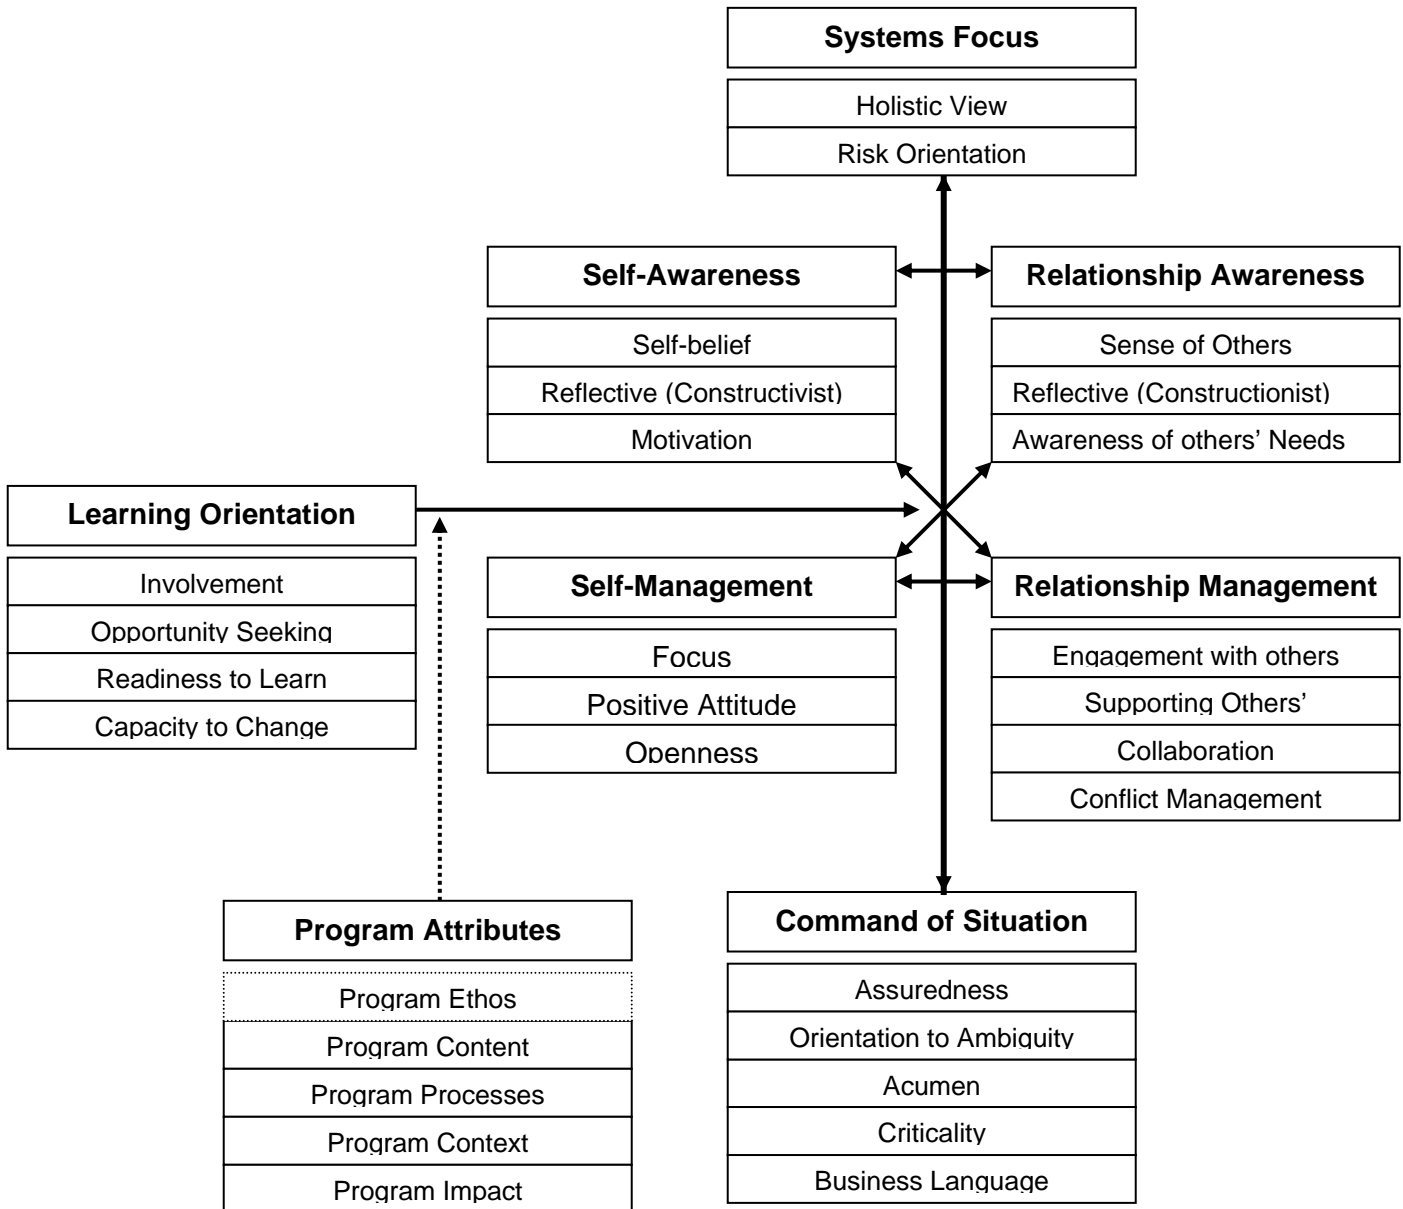 Systems Focus
Holistic View
Risk Orientation
Self-Awareness
Self-belief
Reflective (Constructivist)
Motivation
Relationship Awareness
Sense of Others
Reflective (Constructionist)
Awareness of others’ Needs
Learning Orientation
Involvement
Opportunity Seeking
Readiness to Learn
Capacity to Change
Self-Management
Focus
Positive Attitude
Openness
Relationship Management
Engagement with others
Supporting Others’
Collaboration
Conflict Management
Program Attributes
Program Ethos
Program Content
Program Processes
Program Context
Program Impact
Command of Situation
Assuredness
Orientation to Ambiguity
Acumen
Criticality
Business Language